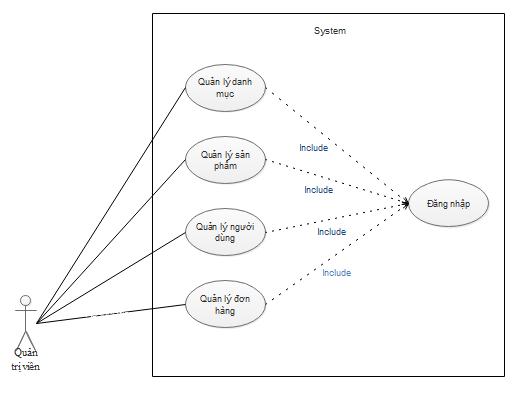 System
Quản lý danh
mục
Include
Quản lý sản
phẩm
Include
Đăng nhập
Quản lý người
dùng
Include
Include
Quản lý đơn
hàng
Quản
trị viên